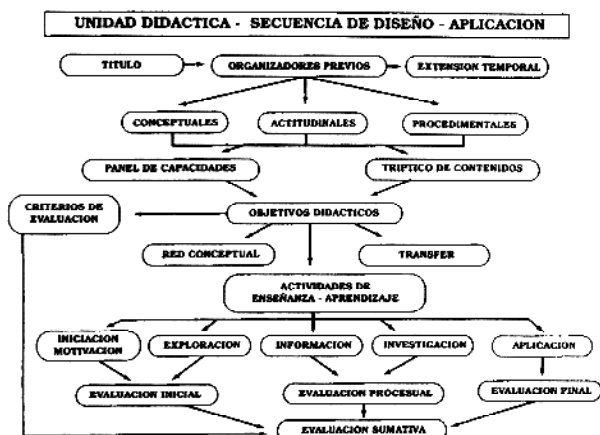 UNIDAD DIDACTICA - SECUENCIA DE DISEÑO - APLICACION
TITULO
ORGANIZADORES PREVIOS
EXTENSION TEMPORAL
CONCEPTUALES
ACTITUDINALES
PROCEDIMENTALES
PANEL DE CAPACIDADES
TRIPTICO DE CONTENIDOS
CRITERIOS DE
EVALUACION
OBJETIVOS DIDACTICOS
RED CONCEPTUAL
TRANSFER
ACTIVIDADES DE
ENSEÑANZA - APRENDIZAJE
INICIACION
MOTIVACION
EXPLORACION
INFORMACION
INVESTIGACION
APLICACION
EVALUACION INICIAL
EVALUACION PROCESUAL
EVALUACION FINAL
EVALUACION SUMATIVA